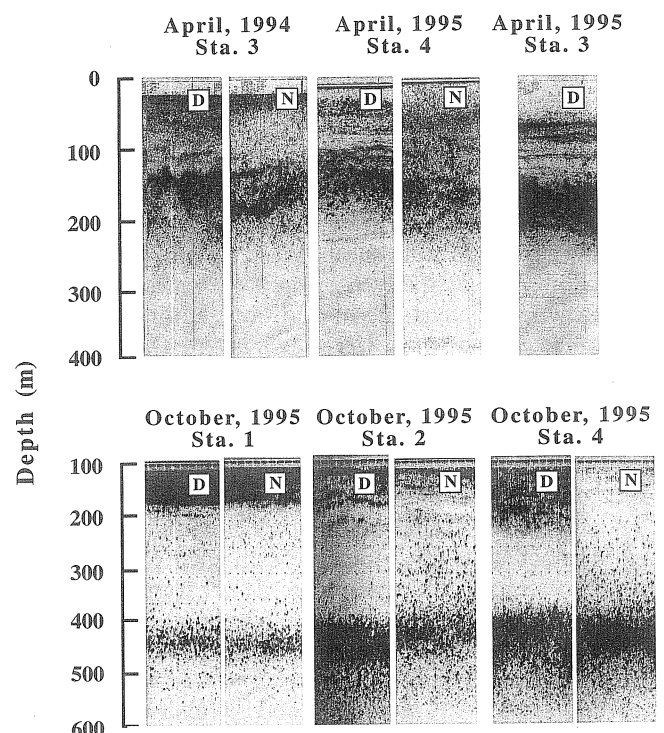 April, 1994 April, 1995 April, 1995
Sta. 3 Sta. 4 Sta. 3
0
D N D N D
100
200
300
400
Depth (m)
October, 1995 October, 1995 October, 1995
Sta. 1 Sta. 2 Sta. 4
100
D N D N D N
200
300
400
500
600